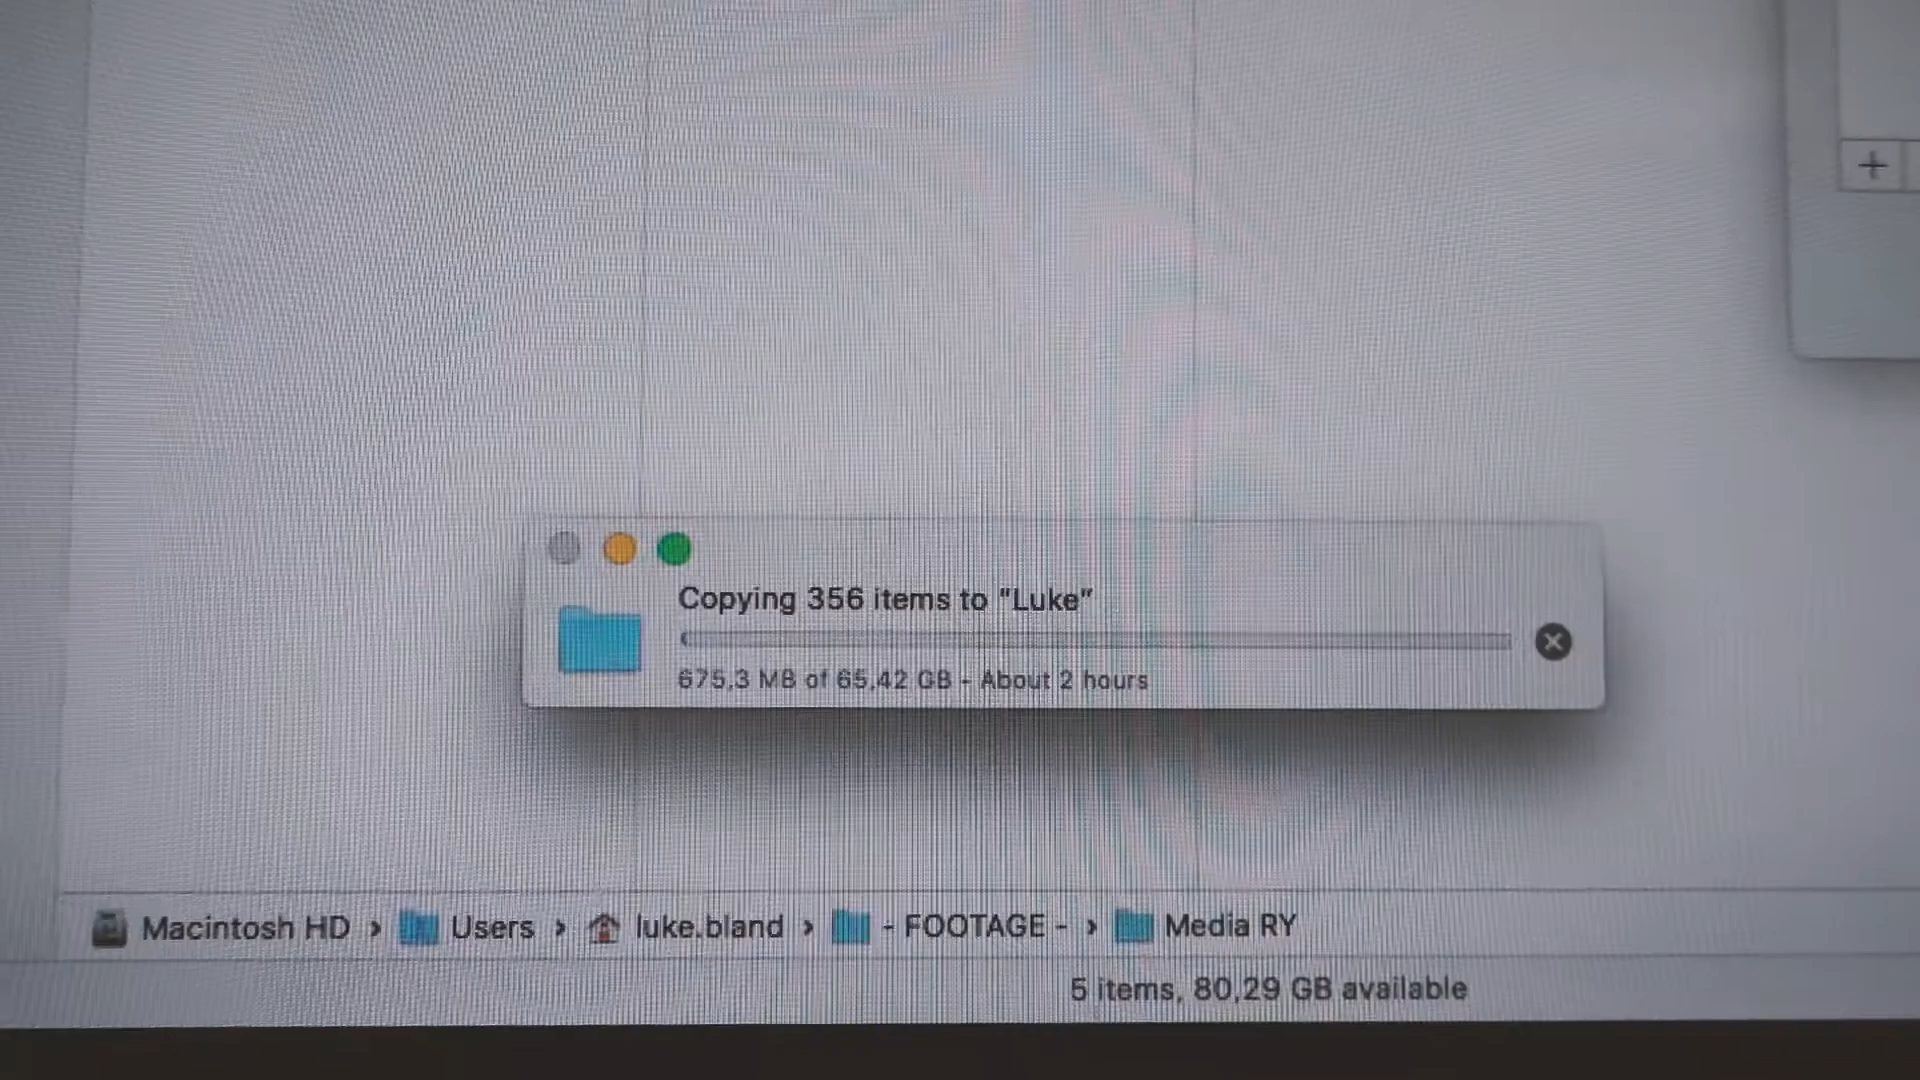 Copying 356 items to "Luke"
675,3 MB of 65,42 GB - About 2 hours
Macintosh HD › Users › luke.bland › - FOOTAGE - › Media RY
5 items, 80,29 GB available